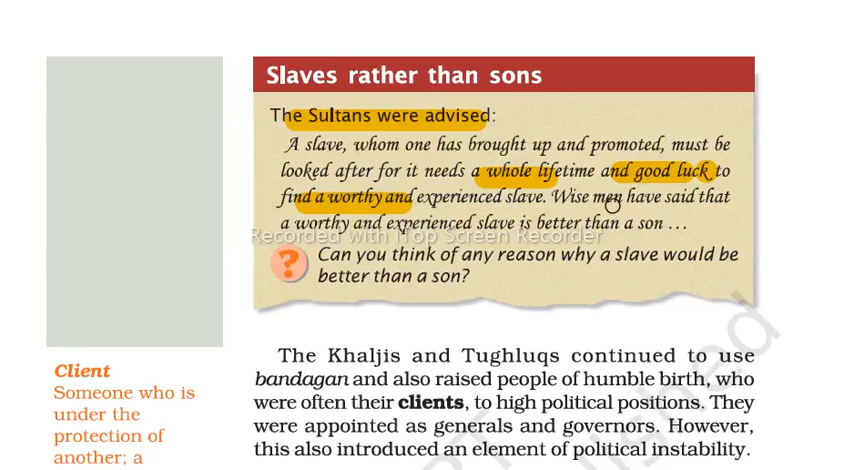 Slaves rather than sons
The Sultans were advised:
A slave, whom one has brought up and promoted, must be
looked after for it needs a whole lifetime and good luck to
find a worthy and experienced slave. Wise men have said that
a worthy and experienced slave is better than a son ...
Recorded with iTop Screen Recorder
? Can you think of any reason why a slave would be
better than a son?
The Khaljis and Tughluqs continued to use
bandagan and also raised people of humble birth, who
were often their clients, to high political positions. They
were appointed as generals and governors. However,
this also introduced an element of political instability.
Client
Someone who is
under the
protection of
another; a